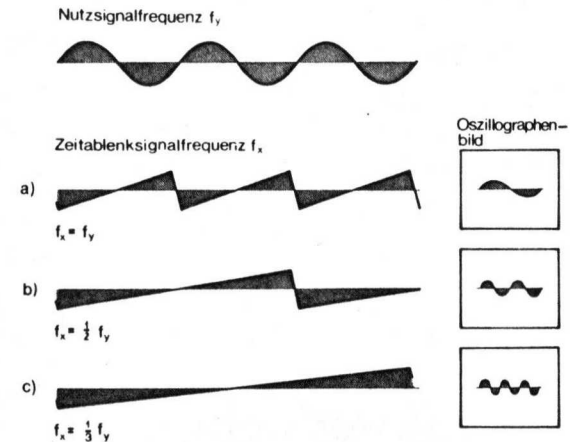 Nutzsignalfrequenz fy
Zeitablenksignalfrequenz fx
Oszillographen-
bild
a)
fx = fy
b)
fx = 1/2 fy
c)
fx = 1/3 fy